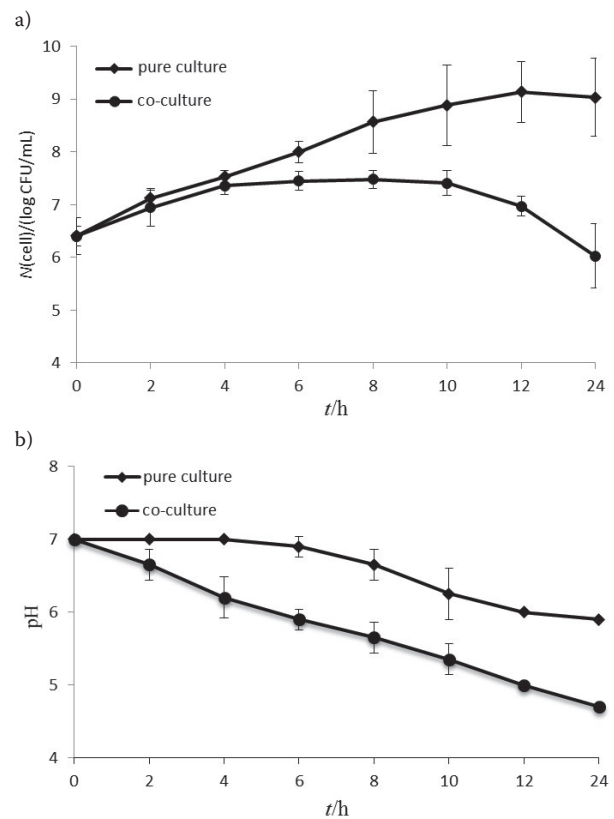 a)
10
9
8
7
6
5
4
N(cell)/(log CFU/mL)
pure culture
co-culture
0 2 4 6 8 10 12 24
t/h
b)
8
7
6
5
4
pH
pure culture
co-culture
0 2 4 6 8 10 12 24
t/h